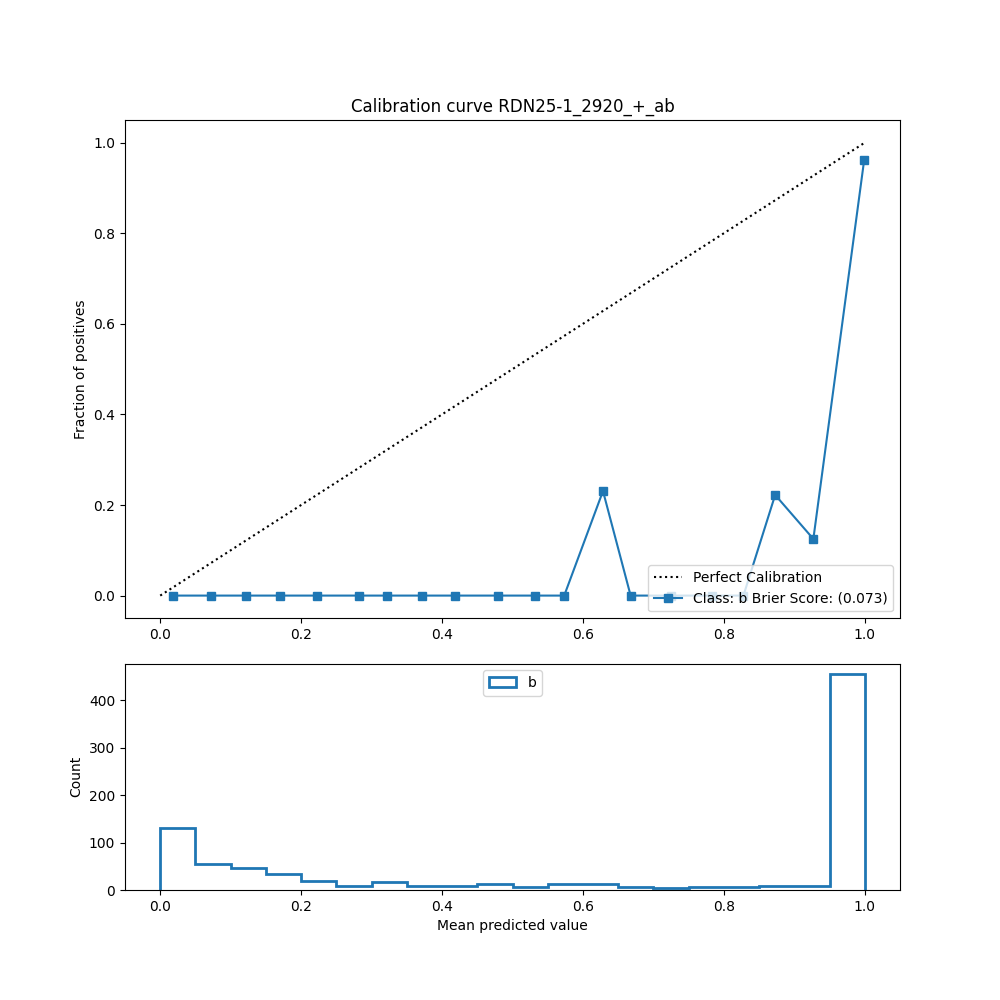 Calibration curve RDN25-1_2920_+_ab
1.0
0.8
0.6
0.4
0.2
0.0
Fraction of positives
Perfect Calibration
Class: b Brier Score: (0.073)
0.0 0.2 0.4 0.6 0.8 1.0
b
400
300
200
100
0
Count
0.0 0.2 0.4 0.6 0.8 1.0
Mean predicted value